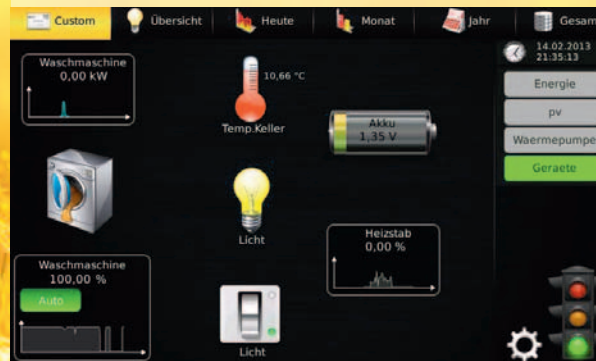 Custom
Übersicht
Heute
Monat
Jahr
Gesam
14.02.2013
21:35:13
Waschmaschine
0,00 kW
10,66 °C
Temp.Keller
Akku
1,35 V
Energie
pv
Waermepumpe
Geraete
Licht
Heizstab
0,00 %
Waschmaschine
100,00 %
Auto
Licht